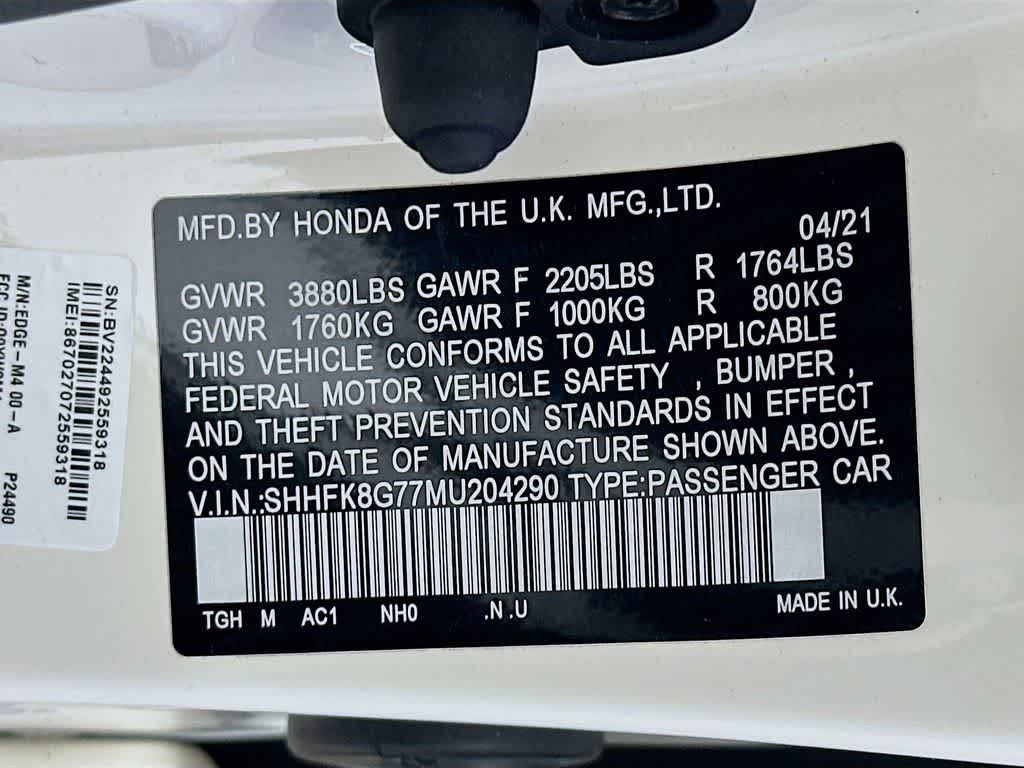 MFD.BY HONDA OF THE U.K. MFG.,LTD.
04/21
GVWR 3880LBS GAWR F 2205LBS R 1764LBS
GVWR 1760KG GAWR F 1000KG R 800KG
THIS VEHICLE CONFORMS TO ALL APPLICABLE
FEDERAL MOTOR VEHICLE SAFETY , BUMPER ,
AND THEFT PREVENTION STANDARDS IN EFFECT
ON THE DATE OF MANUFACTURE SHOWN ABOVE.
V.I.N.:SHHFK8G77MU204290 TYPE:PASSENGER CAR
TGH M AC1 NH0 .N .U MADE IN U.K.
SN:BV224492559318
IMEI:867027072559318
M/N:EDGE-M4 00-A P24490
FCC ID: